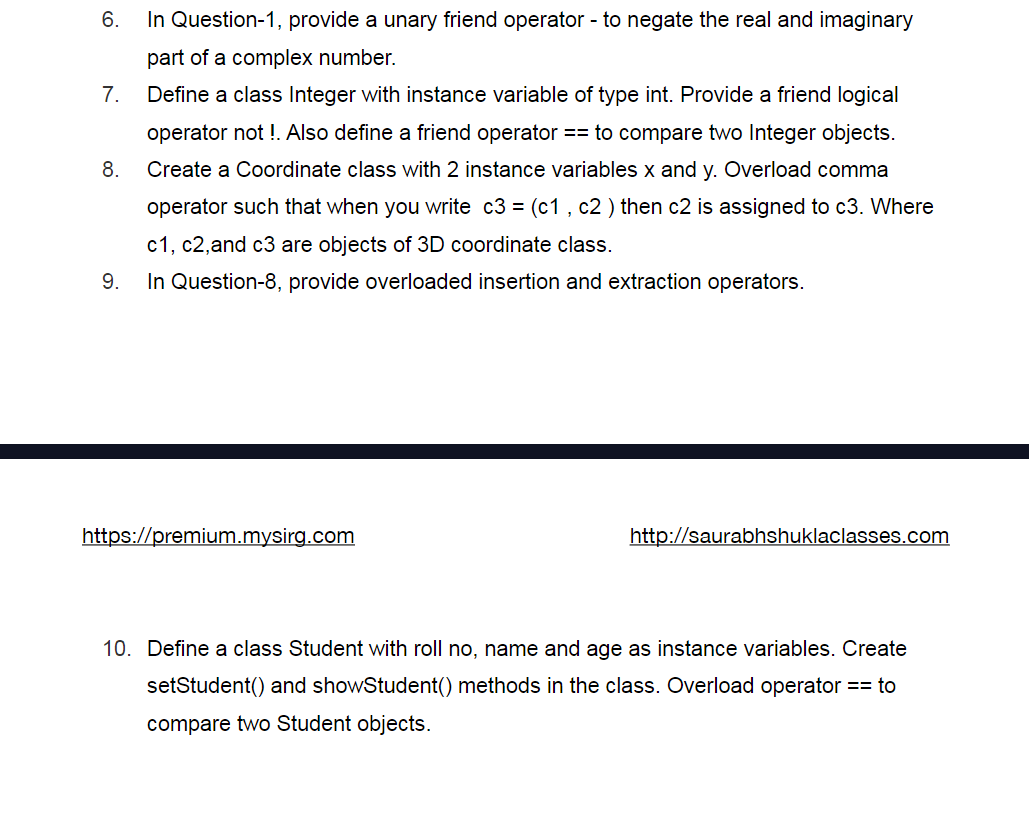 6. In Question-1, provide a unary friend operator - to negate the real and imaginary
part of a complex number.
7. Define a class Integer with instance variable of type int. Provide a friend logical
operator not !. Also define a friend operator == to compare two Integer objects.
8. Create a Coordinate class with 2 instance variables x and y. Overload comma
operator such that when you write  c3 = (c1 , c2 ) then c2 is assigned to c3. Where
c1, c2,and c3 are objects of 3D coordinate class.
9. In Question-8, provide overloaded insertion and extraction operators.
https://premium.mysirg.com http://saurabhshuklaclasses.com
10. Define a class Student with roll no, name and age as instance variables. Create
setStudent() and showStudent() methods in the class. Overload operator == to
compare two Student objects.